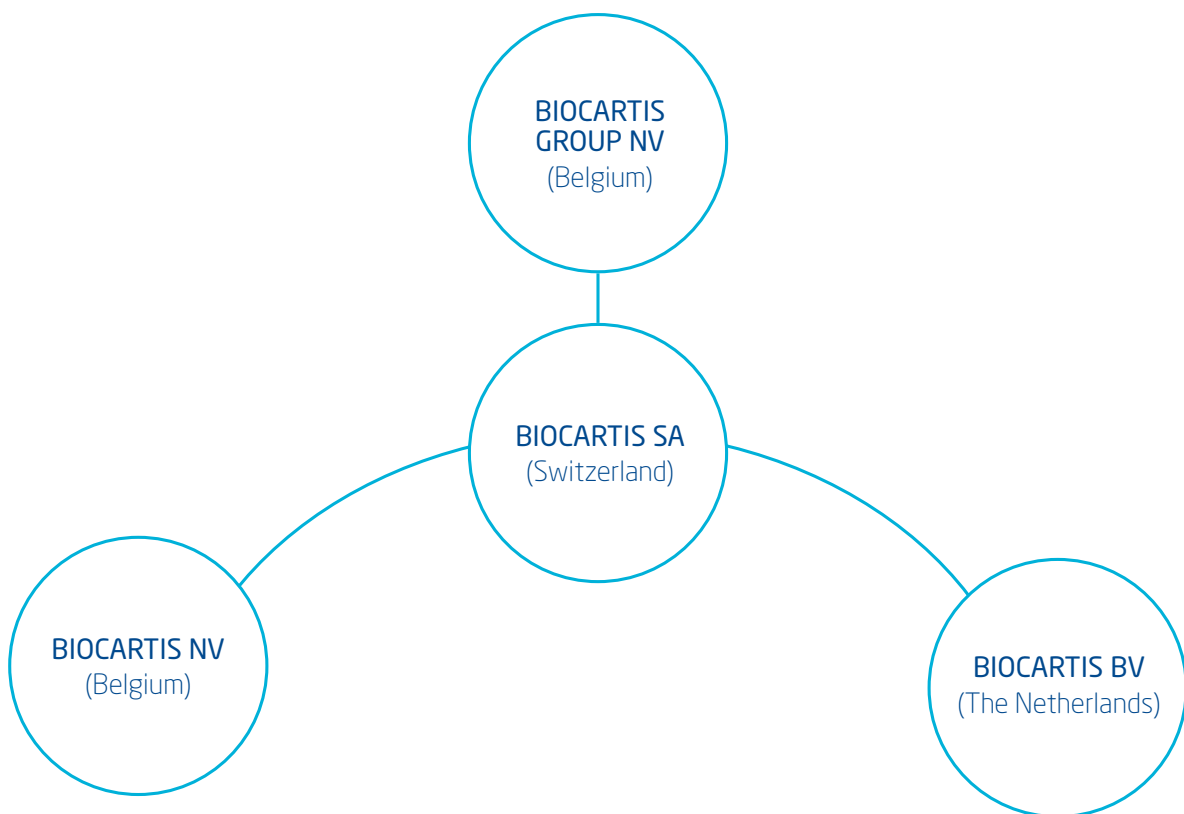 BIOCARTIS
GROUP NV
(Belgium)
BIOCARTIS SA
(Switzerland)
BIOCARTIS NV
(Belgium)
BIOCARTIS BV
(The Netherlands)